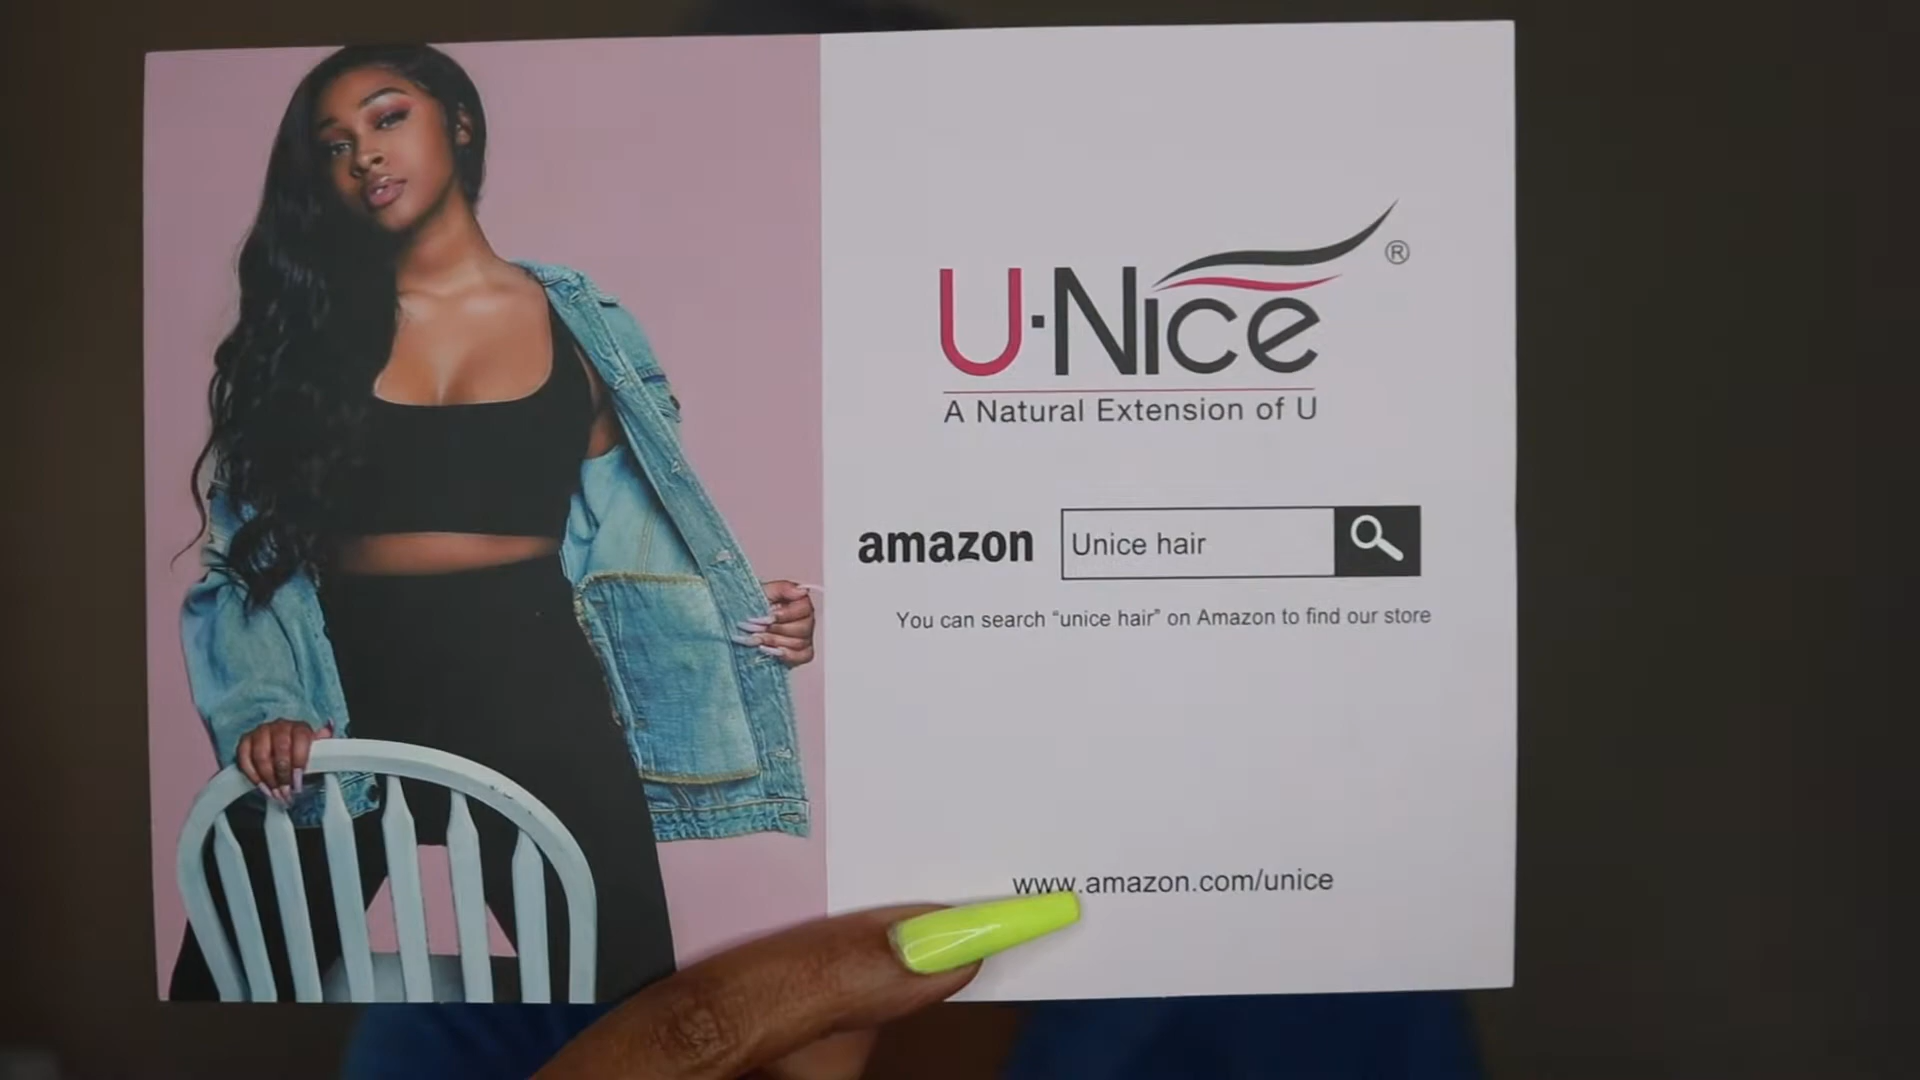 U·Nice ®
A Natural Extension of U
amazon
Unice hair
You can search “unice hair” on Amazon to find our store
www.amazon.com/unice